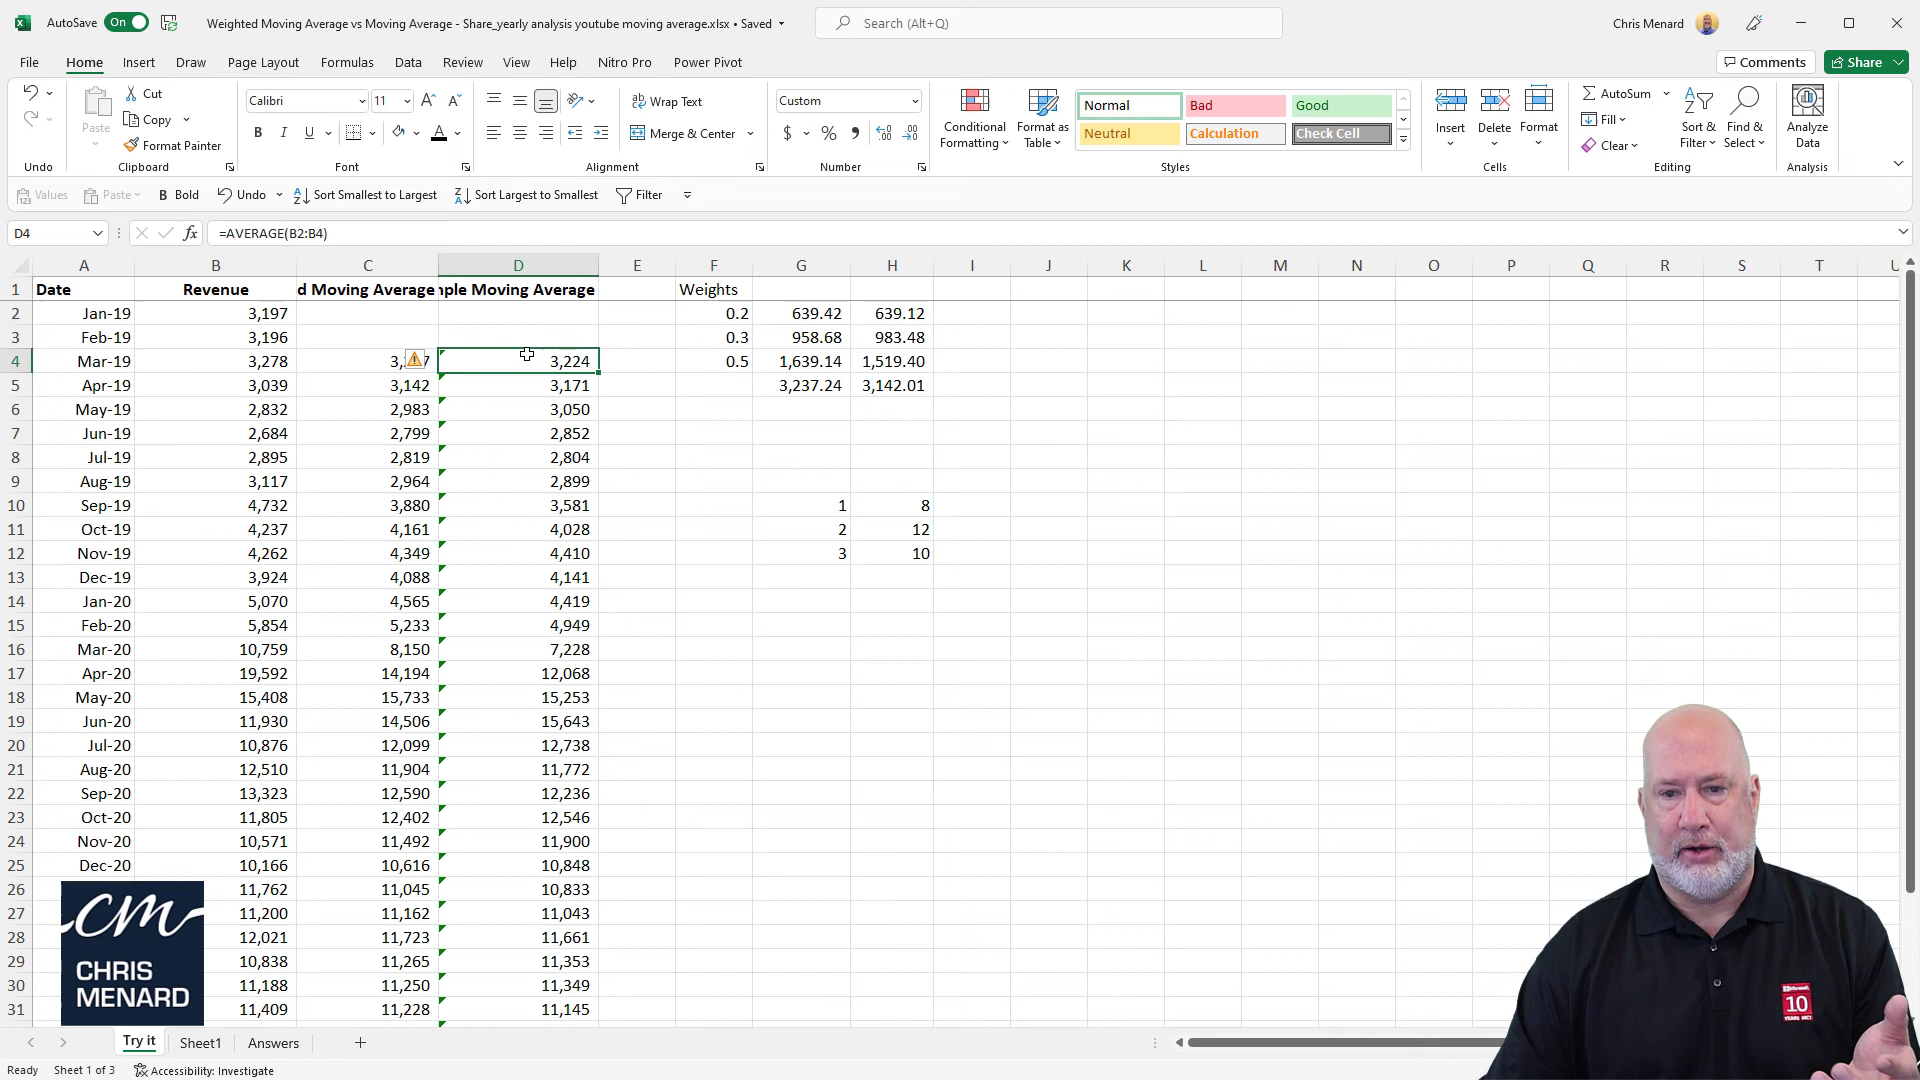 AutoSave On Weighted Moving Average vs Moving Average - Share_yearly analysis youtube moving average.xlsx • Saved Search (Alt+Q) Chris Menard
File Home Insert Draw Page Layout Formulas Data Review View Help Nitro Pro Power Pivot Comments Share
Cut Calibri 11 Wrap Text Custom Normal Bad Good AutoSum
Paste Copy Conditional Formatting Format as Table Insert Delete Format Fill Sort & Filter Find & Select Analyze Data
Format Painter B I U A Merge & Center $ % Neutral Calculation Check Cell Clear
Undo Clipboard Font Alignment Number Styles Cells Editing Analysis
Values Paste B Bold Undo Sort Smallest to Largest Sort Largest to Smallest Filter
D4 fx =AVERAGE(B2:B4)
A B C D E F G H I J K L M N O P Q R S T U
1 Date Revenue d Moving Average nple Moving Average Weights
2 Jan-19 3,197 0.2 639.42 639.12
3 Feb-19 3,196 0.3 958.68 983.48
4 Mar-19 3,278 3, 7 3,224 0.5 1,639.14 1,519.40
5 Apr-19 3,039 3,142 3,171 3,237.24 3,142.01
6 May-19 2,832 2,983 3,050
7 Jun-19 2,684 2,799 2,852
8 Jul-19 2,895 2,819 2,804
9 Aug-19 3,117 2,964 2,899
10 Sep-19 4,732 3,880 3,581 1 8
11 Oct-19 4,237 4,161 4,028 2 12
12 Nov-19 4,262 4,349 4,410 3 10
13 Dec-19 3,924 4,088 4,141
14 Jan-20 5,070 4,565 4,419
15 Feb-20 5,854 5,233 4,949
16 Mar-20 10,759 8,150 7,228
17 Apr-20 19,592 14,194 12,068
18 May-20 15,408 15,733 15,253
19 Jun-20 11,930 14,506 15,643
20 Jul-20 10,876 12,099 12,738
21 Aug-20 12,510 11,904 11,772
22 Sep-20 13,323 12,590 12,236
23 Oct-20 11,805 12,402 12,546
24 Nov-20 10,571 11,492 11,900
25 Dec-20 10,166 10,616 10,848
26 11,762 11,045 10,833
27 11,200 11,162 11,043
28 12,021 11,723 11,661
29 10,838 11,265 11,353
30 11,188 11,250 11,349
31 11,409 11,228 11,145
cm
CHRIS
MENARD
Microsoft
10
YEARS MCT
Try it Sheet1 Answers
Ready Sheet 1 of 3 Accessibility: Investigate